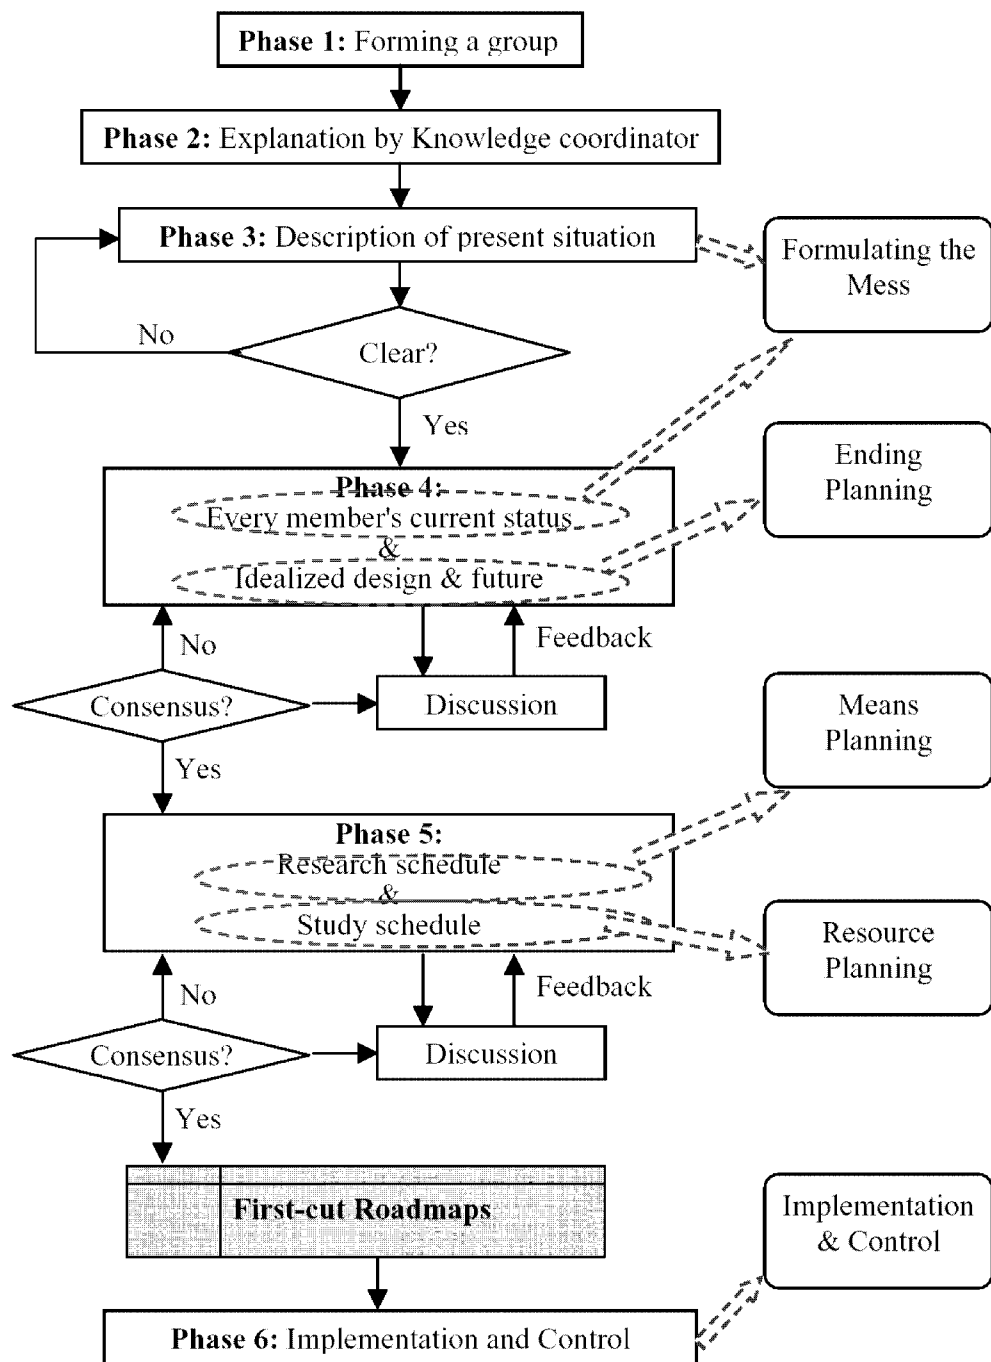 Phase 1: Forming a group
Phase 2: Explanation by Knowledge coordinator
Phase 3: Description of present situation
Formulating the
Mess
No
Clear?
Yes
Ending
Planning
Phase 4:
Every member's current status
&
Idealized design & future
No
Feedback
Consensus?
Discussion
Means
Planning
Yes
Phase 5:
Research schedule
&
Study schedule
Resource
Planning
No
Feedback
Consensus?
Discussion
Yes
First-cut Roadmaps
Implementation
& Control
Phase 6: Implementation and Control